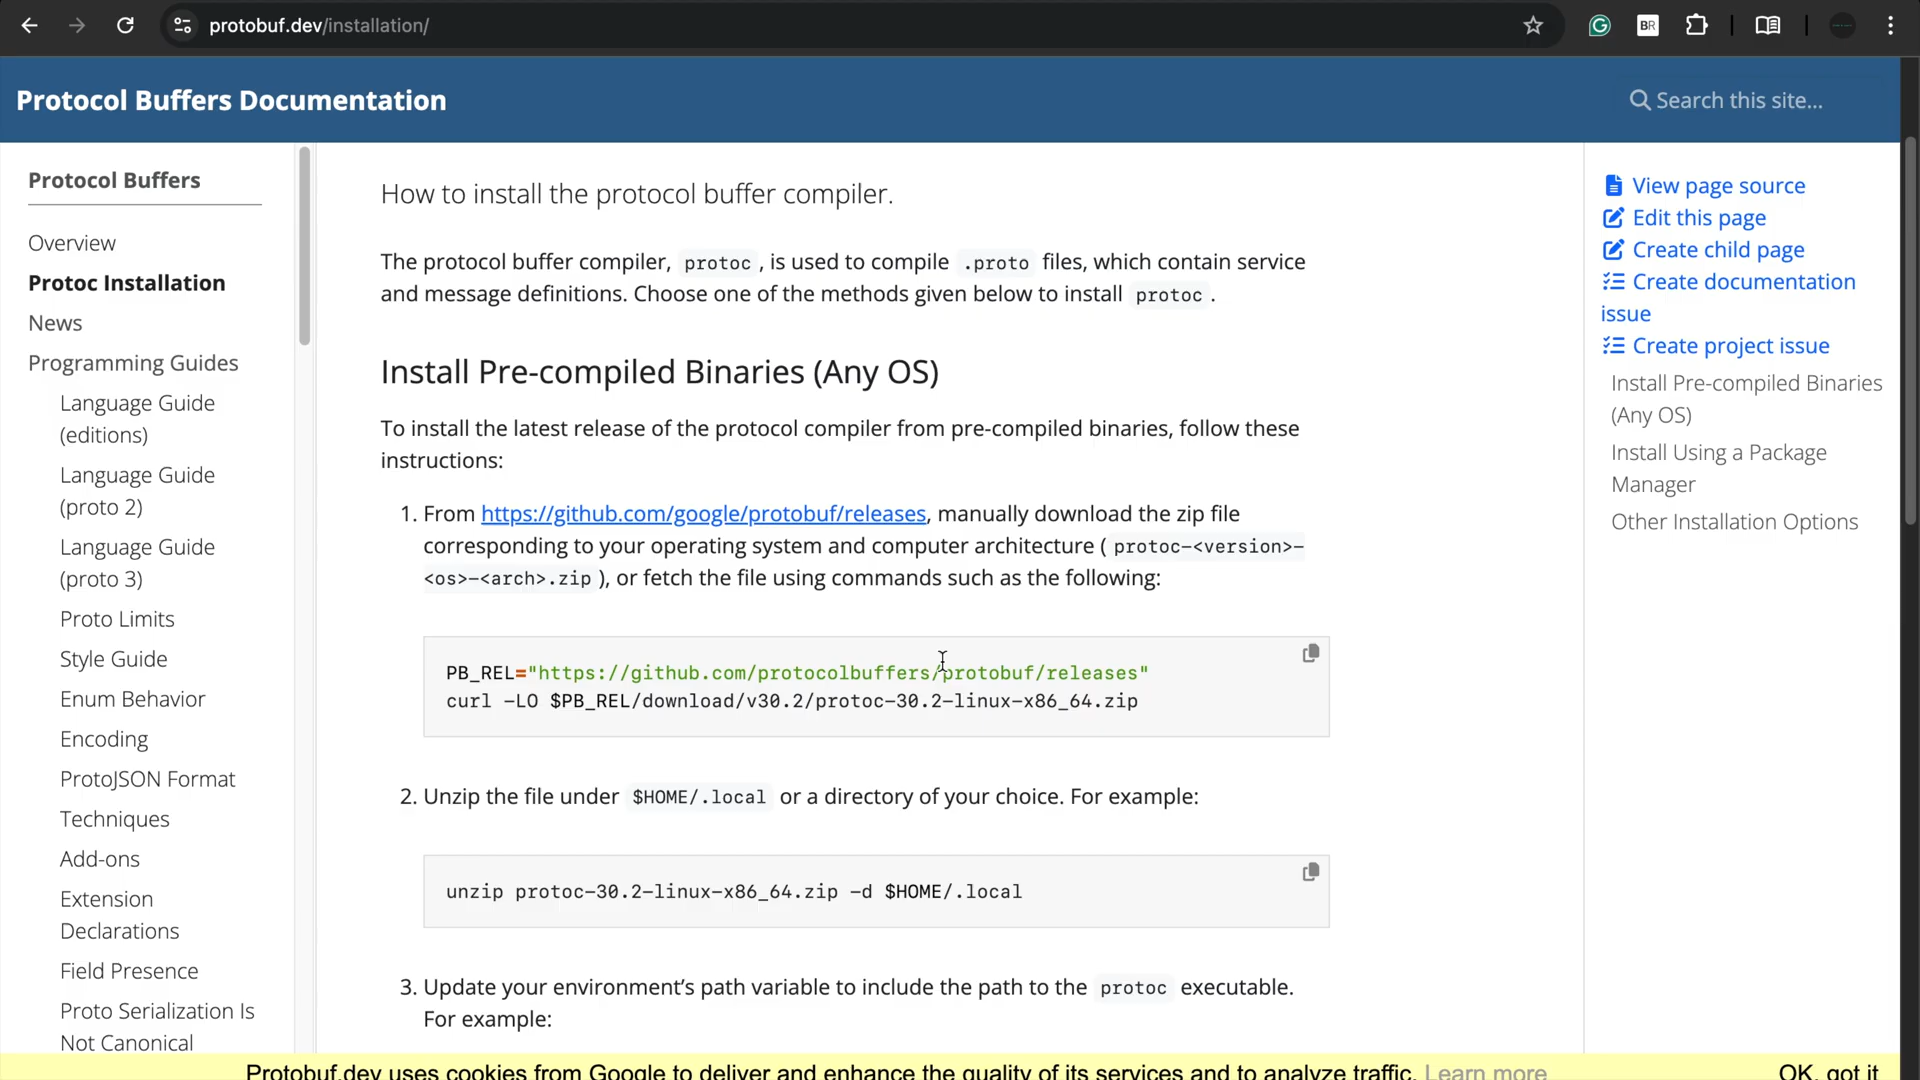 protobuf.dev/installation/
BR
Protocol Buffers Documentation
Search this site...
Protocol Buffers
Overview
Protoc Installation
News
Programming Guides
Language Guide
(editions)
Language Guide
(proto 2)
Language Guide
(proto 3)
Proto Limits
Style Guide
Enum Behavior
Encoding
ProtoJSON Format
Techniques
Add-ons
Extension
Declarations
Field Presence
Proto Serialization Is
Not Canonical
How to install the protocol buffer compiler.
The protocol buffer compiler, protoc, is used to compile .proto files, which contain service
and message definitions. Choose one of the methods given below to install protoc.
Install Pre-compiled Binaries (Any OS)
To install the latest release of the protocol compiler from pre-compiled binaries, follow these
instructions:
1. From https://github.com/google/protobuf/releases, manually download the zip file
corresponding to your operating system and computer architecture (protoc-<version>-
<os>-<arch>.zip), or fetch the file using commands such as the following:
PB_REL="https://github.com/protocolbuffers/protobuf/releases"
curl -LO $PB_REL/download/v30.2/protoc-30.2-linux-x86_64.zip
2. Unzip the file under $HOME/.local or a directory of your choice. For example:
unzip protoc-30.2-linux-x86_64.zip -d $HOME/.local
3. Update your environment’s path variable to include the path to the protoc executable.
For example:
View page source
Edit this page
Create child page
Create documentation
issue
Create project issue
Install Pre-compiled Binaries
(Any OS)
Install Using a Package
Manager
Other Installation Options
Protobuf.dev uses cookies from Google to deliver and enhance the quality of its services and to analyze traffic. Learn more
OK, got it